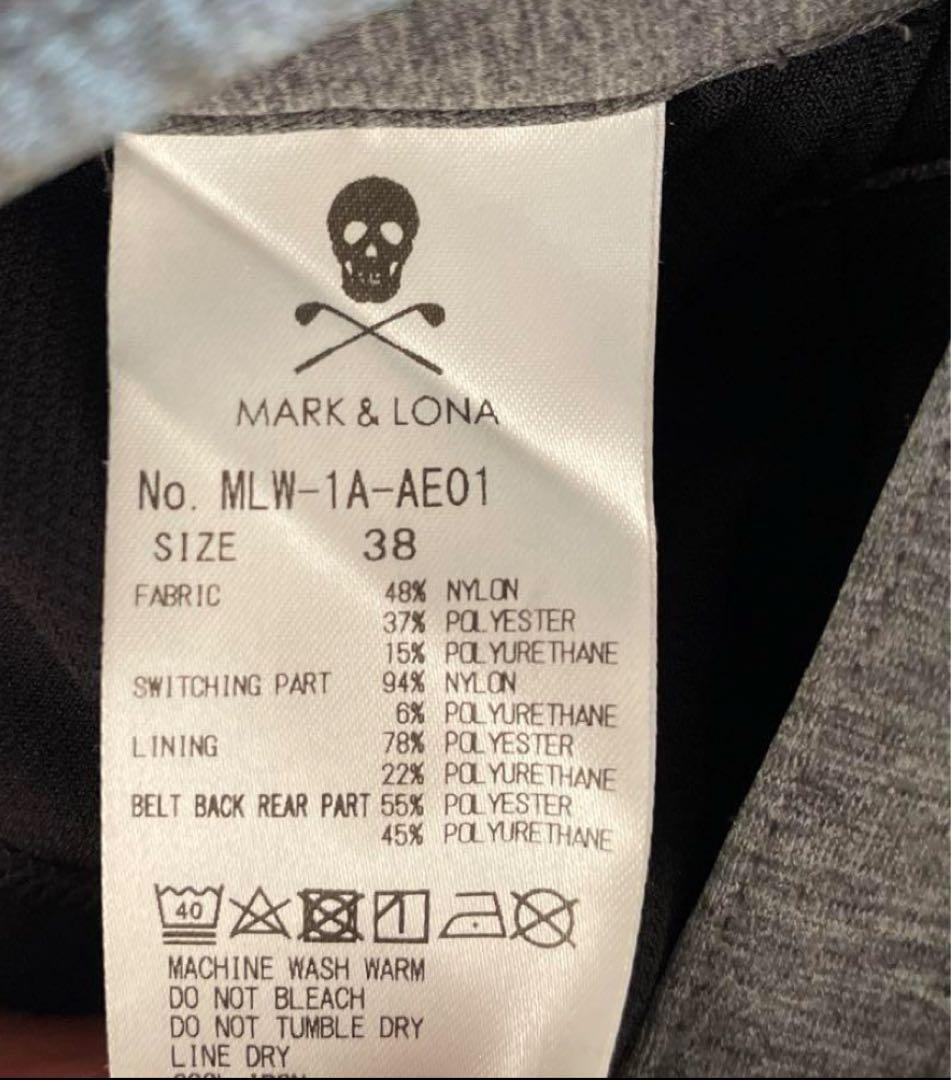 MARK & LONA
No. MLW-1A-AE01
SIZE 38
FABRIC 48% NYLON
37% POLYESTER
15% POLYURETHANE
SWITCHING PART 94% NYLON
6% POLYURETHANE
LINING 78% POLYESTER
22% POLYURETHANE
BELT BACK REAR PART 55% POLYESTER
45% POLYURETHANE
40
MACHINE WASH WARM
DO NOT BLEACH
DO NOT TUMBLE DRY
LINE DRY